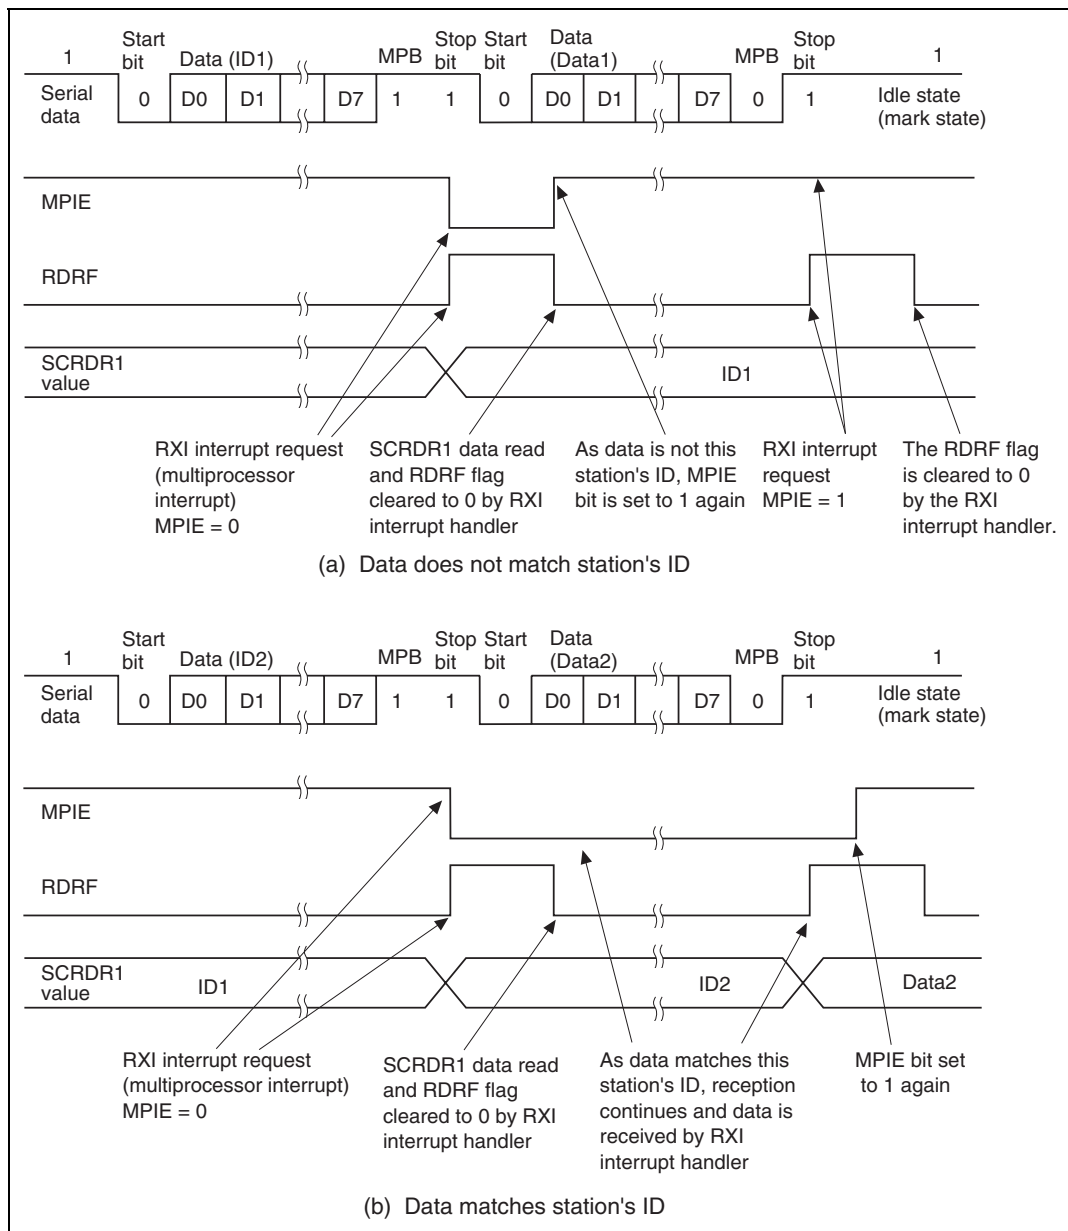 1 Start bit Data (ID1) MPB Stop bit Start bit Data (Data1) MPB Stop bit 1
Serial data 0 D0 D1 D7 1 1 0 D0 D1 D7 0 1 Idle state (mark state)
MPIE
RDRF
SCRDR1 value ID1
RXI interrupt request
(multiprocessor
interrupt)
MPIE = 0
SCRDR1 data read
and RDRF flag
cleared to 0 by RXI
interrupt handler
As data is not this
station's ID, MPIE
bit is set to 1 again
RXI interrupt
request
MPIE = 1
The RDRF flag
is cleared to 0
by the RXI
interrupt handler.
(a) Data does not match station's ID
1 Start bit Data (ID2) MPB Stop bit Start bit Data (Data2) MPB Stop bit 1
Serial data 0 D0 D1 D7 1 1 0 D0 D1 D7 0 1 Idle state (mark state)
MPIE
RDRF
SCRDR1 value ID1 ID2 Data2
RXI interrupt request
(multiprocessor interrupt)
MPIE = 0
SCRDR1 data read
and RDRF flag
cleared to 0 by RXI
interrupt handler
As data matches this
station's ID, reception
continues and data is
received by RXI
interrupt handler
MPIE bit set
to 1 again
(b) Data matches station's ID